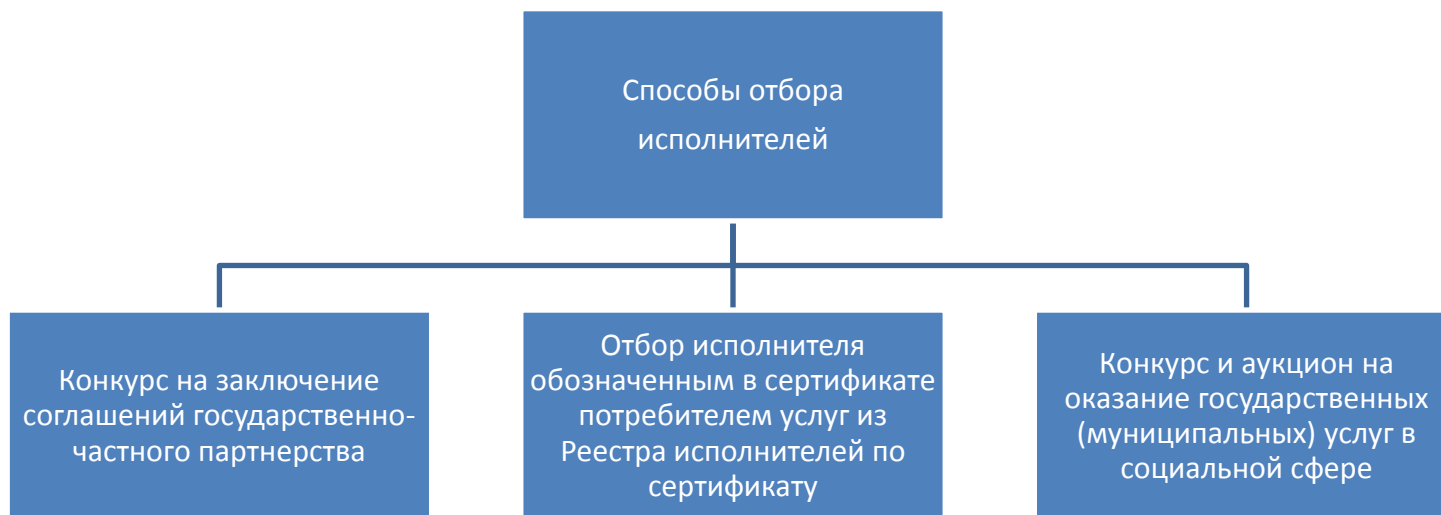 Способы отбора
исполнителей
Конкурс на заключение
соглашений государственно-
частного партнерства
Отбор исполнителя
обозначенным в сертификате
потребителем услуг из
Реестра исполнителей по
сертификату
Конкурс и аукцион на
оказание государственных
(муниципальных) услуг в
социальной сфере